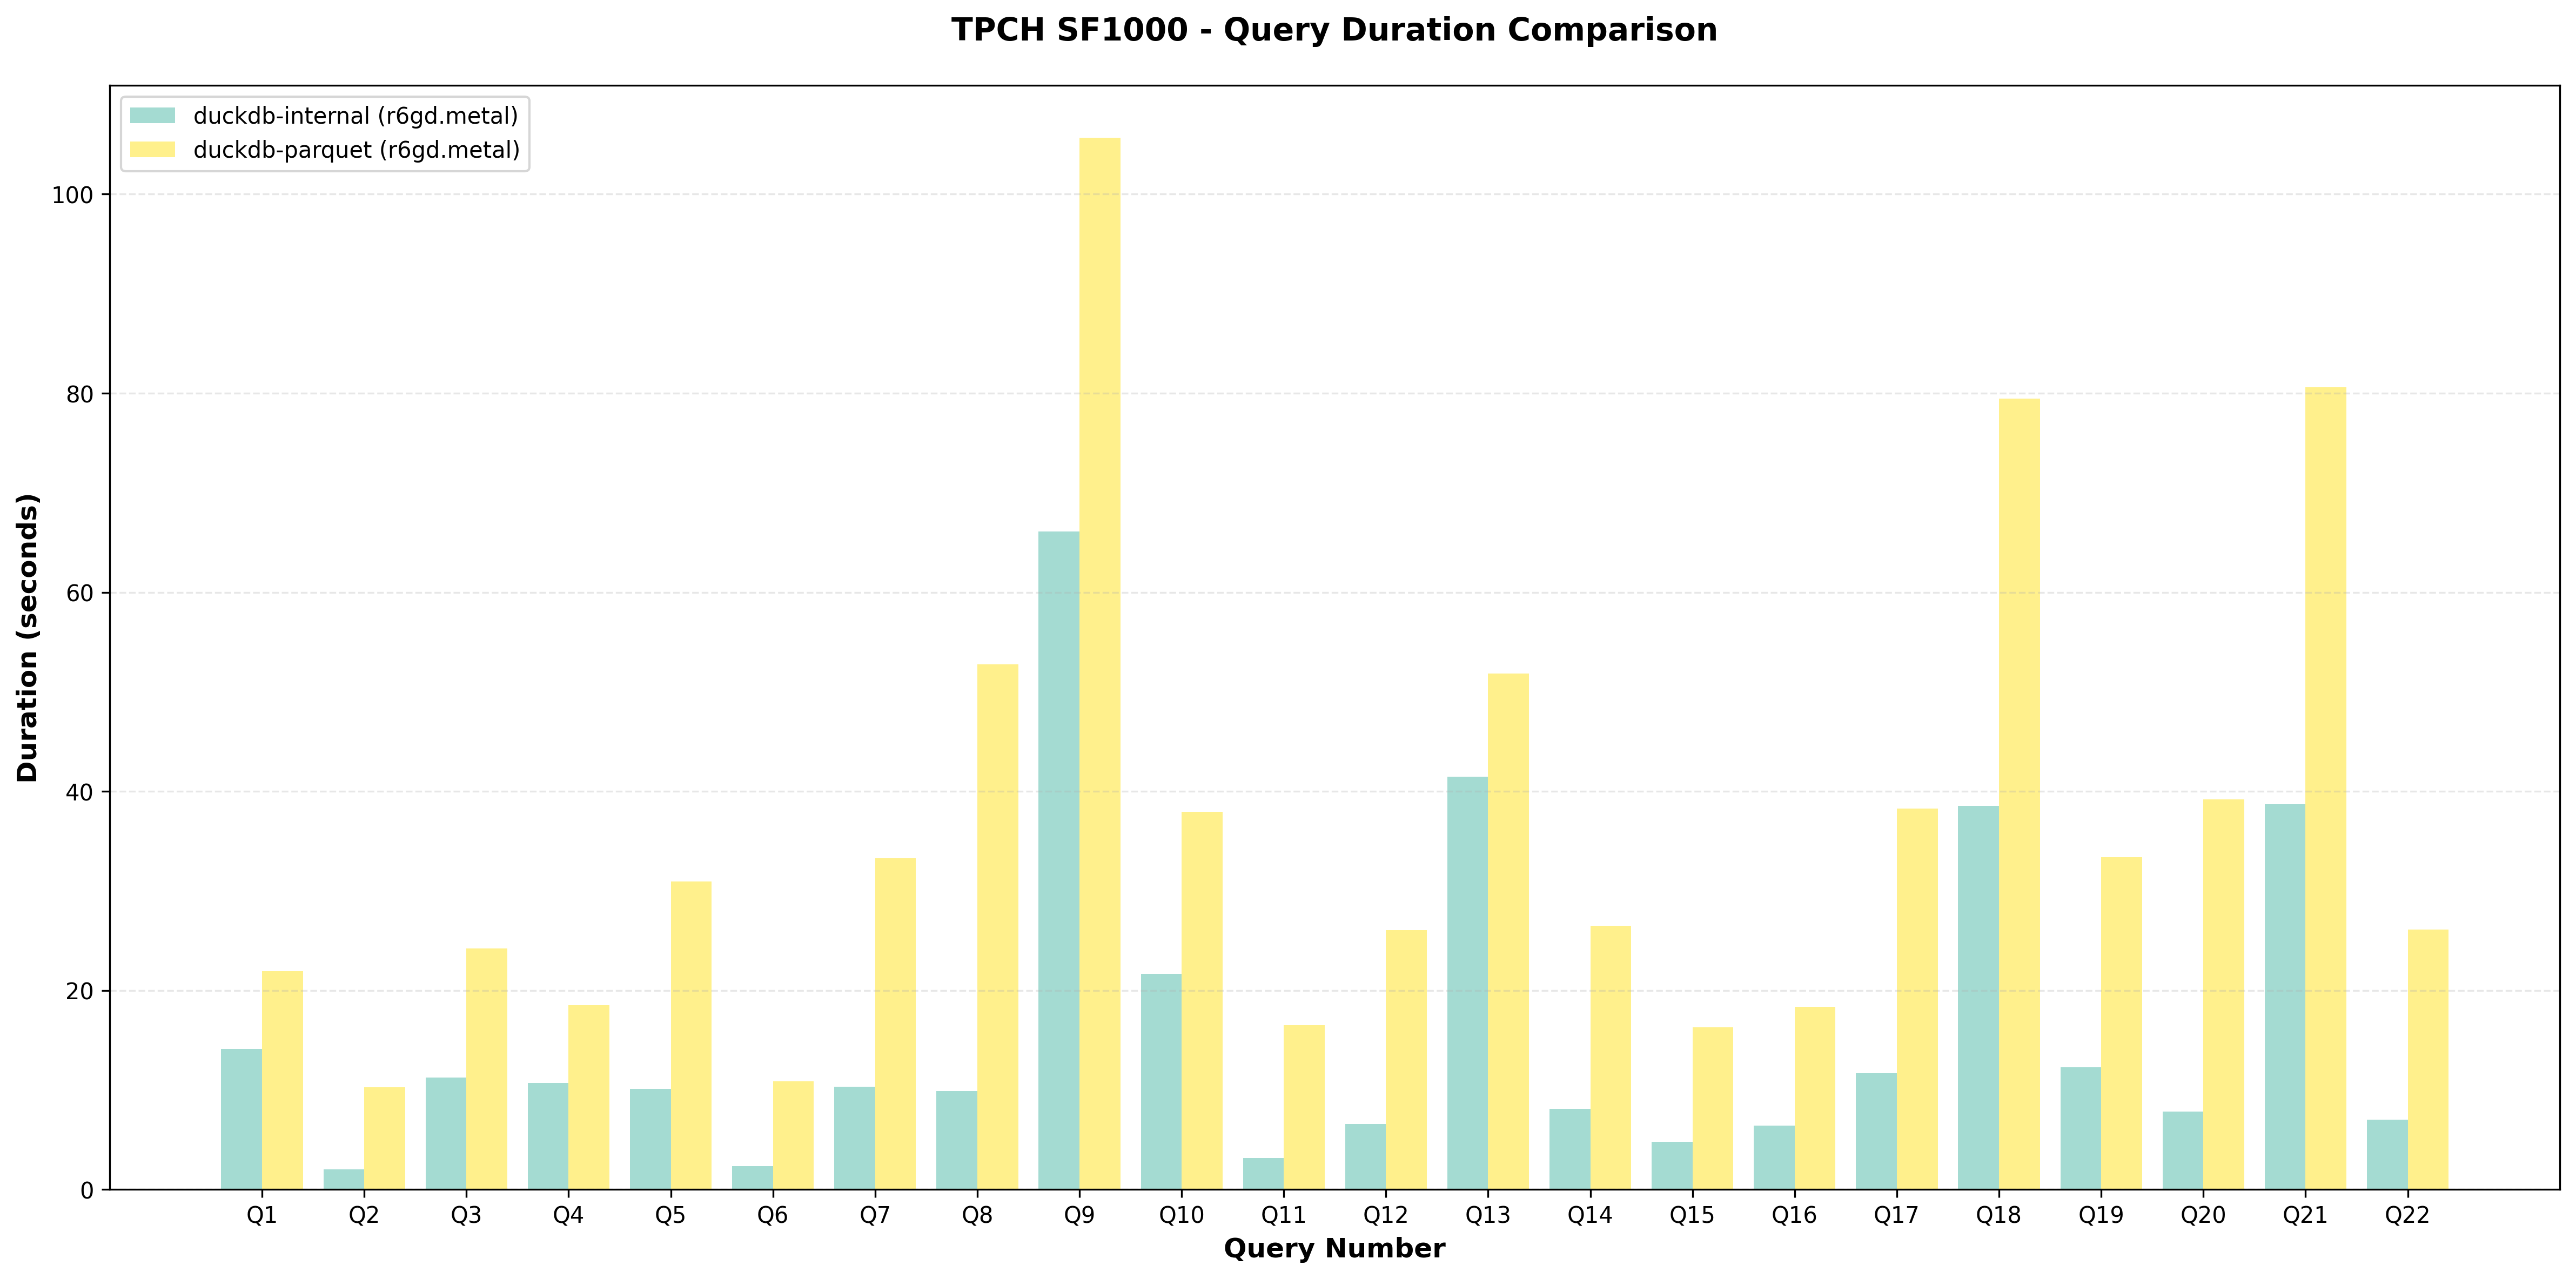 TPCH SF1000 - Query Duration Comparison
duckdb-internal (r6gd.metal)
duckdb-parquet (r6gd.metal)
Duration (seconds)
100
80
60
40
20
0
Q1 Q2 Q3 Q4 Q5 Q6 Q7 Q8 Q9 Q10 Q11 Q12 Q13 Q14 Q15 Q16 Q17 Q18 Q19 Q20 Q21 Q22
Query Number